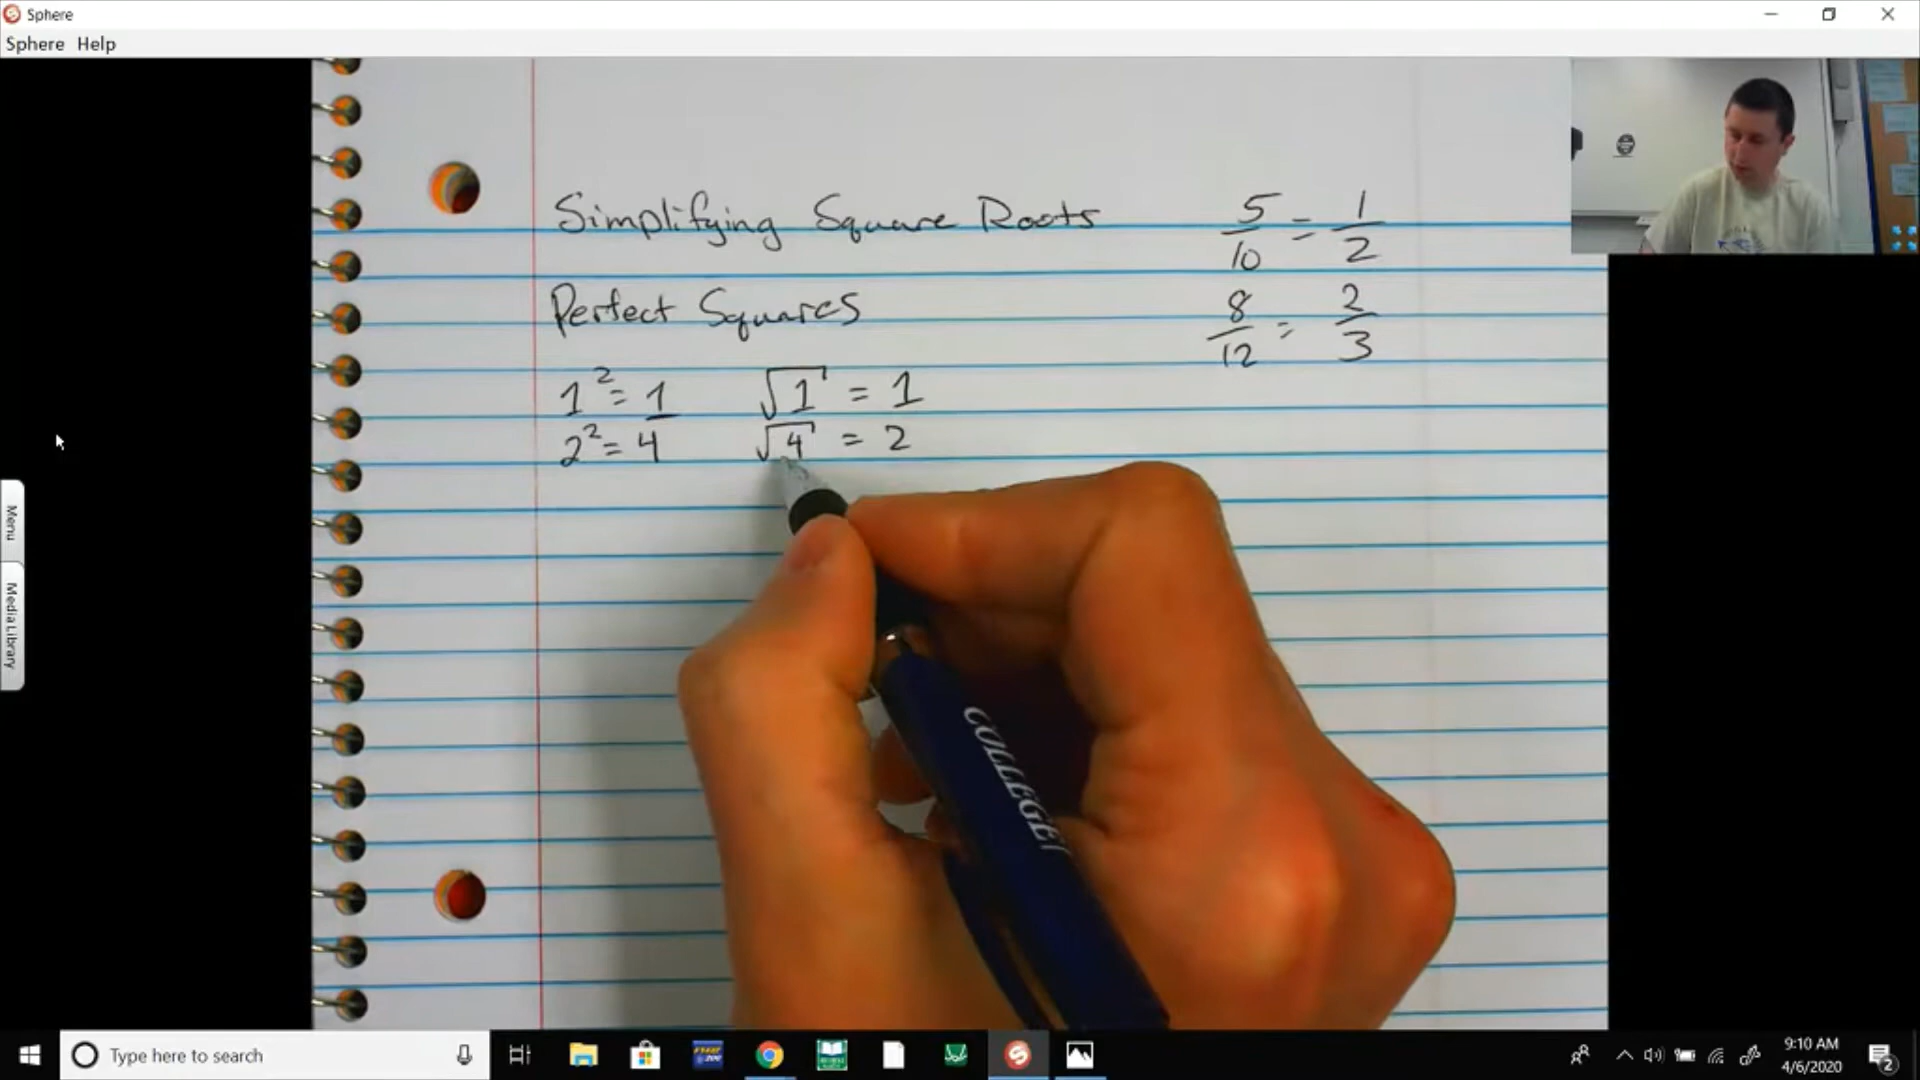 Sphere
Sphere Help
Simplifying Square Roots
5/10 = 1/2
Perfect Squares
8/12 = 2/3
1² = 1 √1 = 1
2² = 4 √4 = 2
Menu
Media Library
COLLEGE
Type here to search
9:10 AM
4/6/2020
2